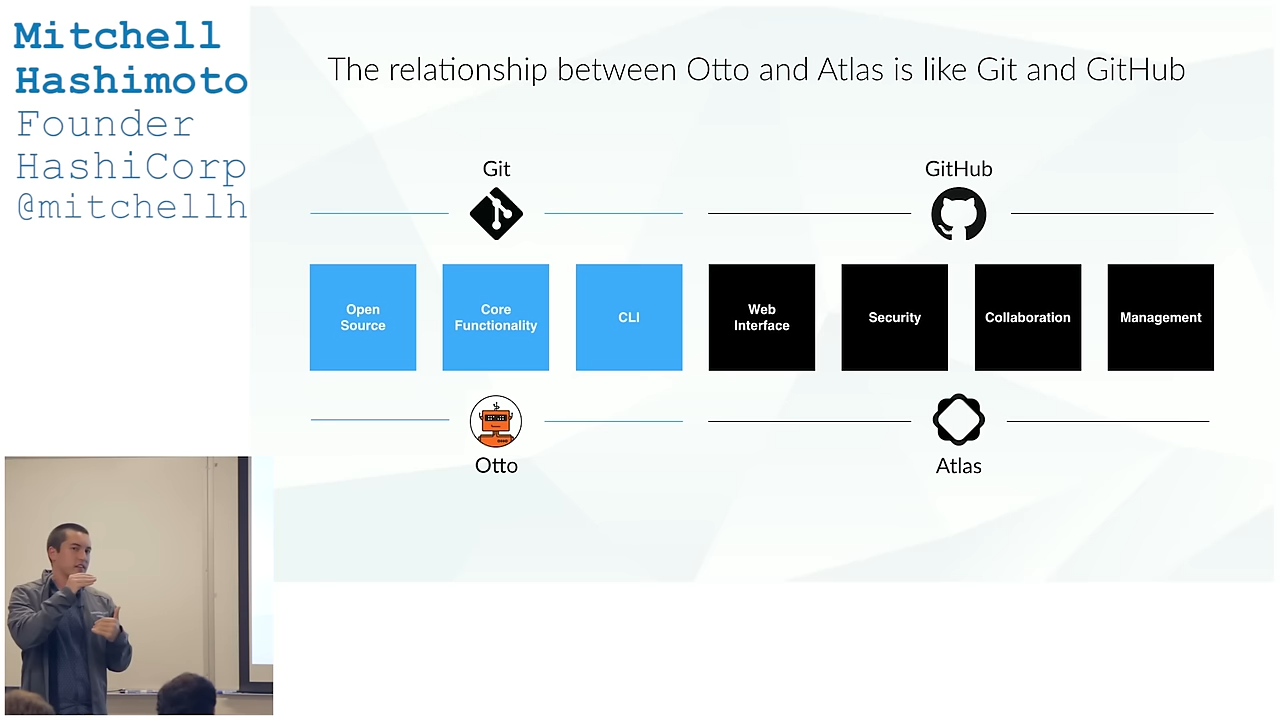 Mitchell
Hashimoto
Founder
HashiCorp
@mitchellh
The relationship between Otto and Atlas is like Git and GitHub
Git
GitHub
Open
Source
Core
Functionality
CLI
Web
Interface
Security
Collaboration
Management
Otto
Atlas